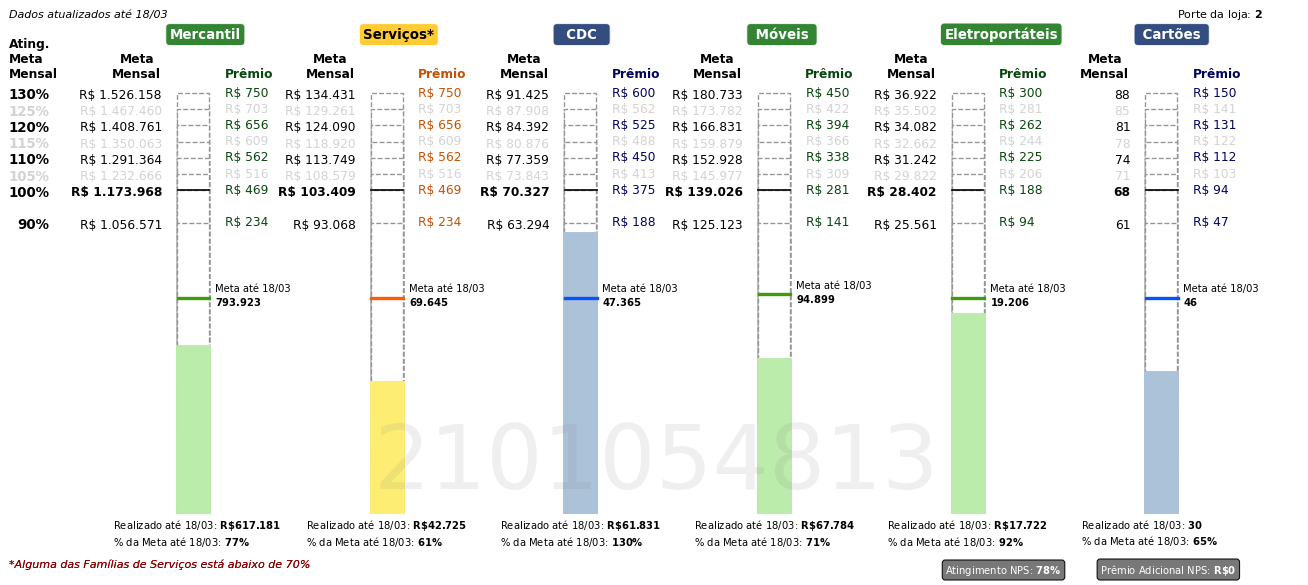 Dados atualizados até 18/03
Porte da loja: 2
Mercantil Serviços* CDC Móveis Eletroportáteis Cartões
Ating.
Meta Meta Meta Meta Meta Meta Meta
Mensal Mensal Prêmio Mensal Prêmio Mensal Prêmio Mensal Prêmio Mensal Prêmio Mensal Prêmio
130% R$ 1.526.158 R$ 750 R$ 134.431 R$ 750 R$ 91.425 R$ 600 R$ 180.733 R$ 450 R$ 36.922 R$ 300 88 R$ 150
125% R$ 1.467.460 R$ 703 R$ 129.261 R$ 703 R$ 87.908 R$ 562 R$ 173.782 R$ 422 R$ 35.502 R$ 281 85 R$ 141
120% R$ 1.408.761 R$ 656 R$ 124.090 R$ 656 R$ 84.392 R$ 525 R$ 166.831 R$ 394 R$ 34.082 R$ 262 81 R$ 131
115% R$ 1.350.063 R$ 609 R$ 118.920 R$ 609 R$ 80.876 R$ 488 R$ 159.879 R$ 366 R$ 32.662 R$ 244 78 R$ 122
110% R$ 1.291.364 R$ 562 R$ 113.749 R$ 562 R$ 77.359 R$ 450 R$ 152.928 R$ 338 R$ 31.242 R$ 225 74 R$ 112
105% R$ 1.232.666 R$ 516 R$ 108.579 R$ 516 R$ 73.843 R$ 413 R$ 145.977 R$ 309 R$ 29.822 R$ 206 71 R$ 103
100% R$ 1.173.968 R$ 469 R$ 103.409 R$ 469 R$ 70.327 R$ 375 R$ 139.026 R$ 281 R$ 28.402 R$ 188 68 R$ 94
90% R$ 1.056.571 R$ 234 R$ 93.068 R$ 234 R$ 63.294 R$ 188 R$ 125.123 R$ 141 R$ 25.561 R$ 94 61 R$ 47
Meta até 18/03 Meta até 18/03 Meta até 18/03 Meta até 18/03 Meta até 18/03 Meta até 18/03
793.923 69.645 47.365 94.899 19.206 46
2101054813
Realizado até 18/03: R$617.181 Realizado até 18/03: R$42.725 Realizado até 18/03: R$61.831 Realizado até 18/03: R$67.784 Realizado até 18/03: R$17.722 Realizado até 18/03: 30
% da Meta até 18/03: 77% % da Meta até 18/03: 61% % da Meta até 18/03: 130% % da Meta até 18/03: 71% % da Meta até 18/03: 92% % da Meta até 18/03: 65%
*Alguma das Famílias de Serviços está abaixo de 70%
Atingimento NPS: 78% Prêmio Adicional NPS: R$0